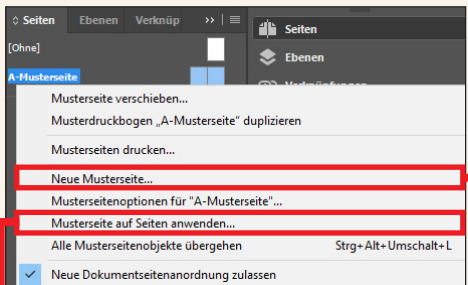 Seiten Ebenen Verknüp
Seiten
[Ohne]
Ebenen
A-Musterseite
Verknüpfungen
Musterseite verschieben...
Musterdruckbogen „A-Musterseite" duplizieren
Musterseiten drucken...
Neue Musterseite...
Musterseitenoptionen für "A-Musterseite"...
Musterseite auf Seiten anwenden...
Alle Musterseitenobjekte übergehen Strg+Alt+Umschalt+L
Neue Dokumentseitenanordnung zulassen